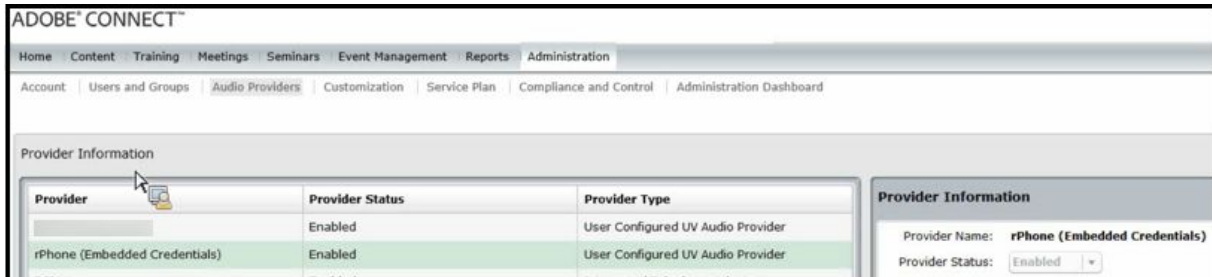 ADOBE® CONNECT™
Home Content Training Meetings Seminars Event Management Reports Administration
Account Users and Groups Audio Providers Customization Service Plan Compliance and Control Administration Dashboard
Provider Information
Provider Provider Status Provider Type
Enabled User Configured UV Audio Provider
rPhone (Embedded Credentials) Enabled User Configured UV Audio Provider
Provider Information
Provider Name: rPhone (Embedded Credentials)
Provider Status: Enabled